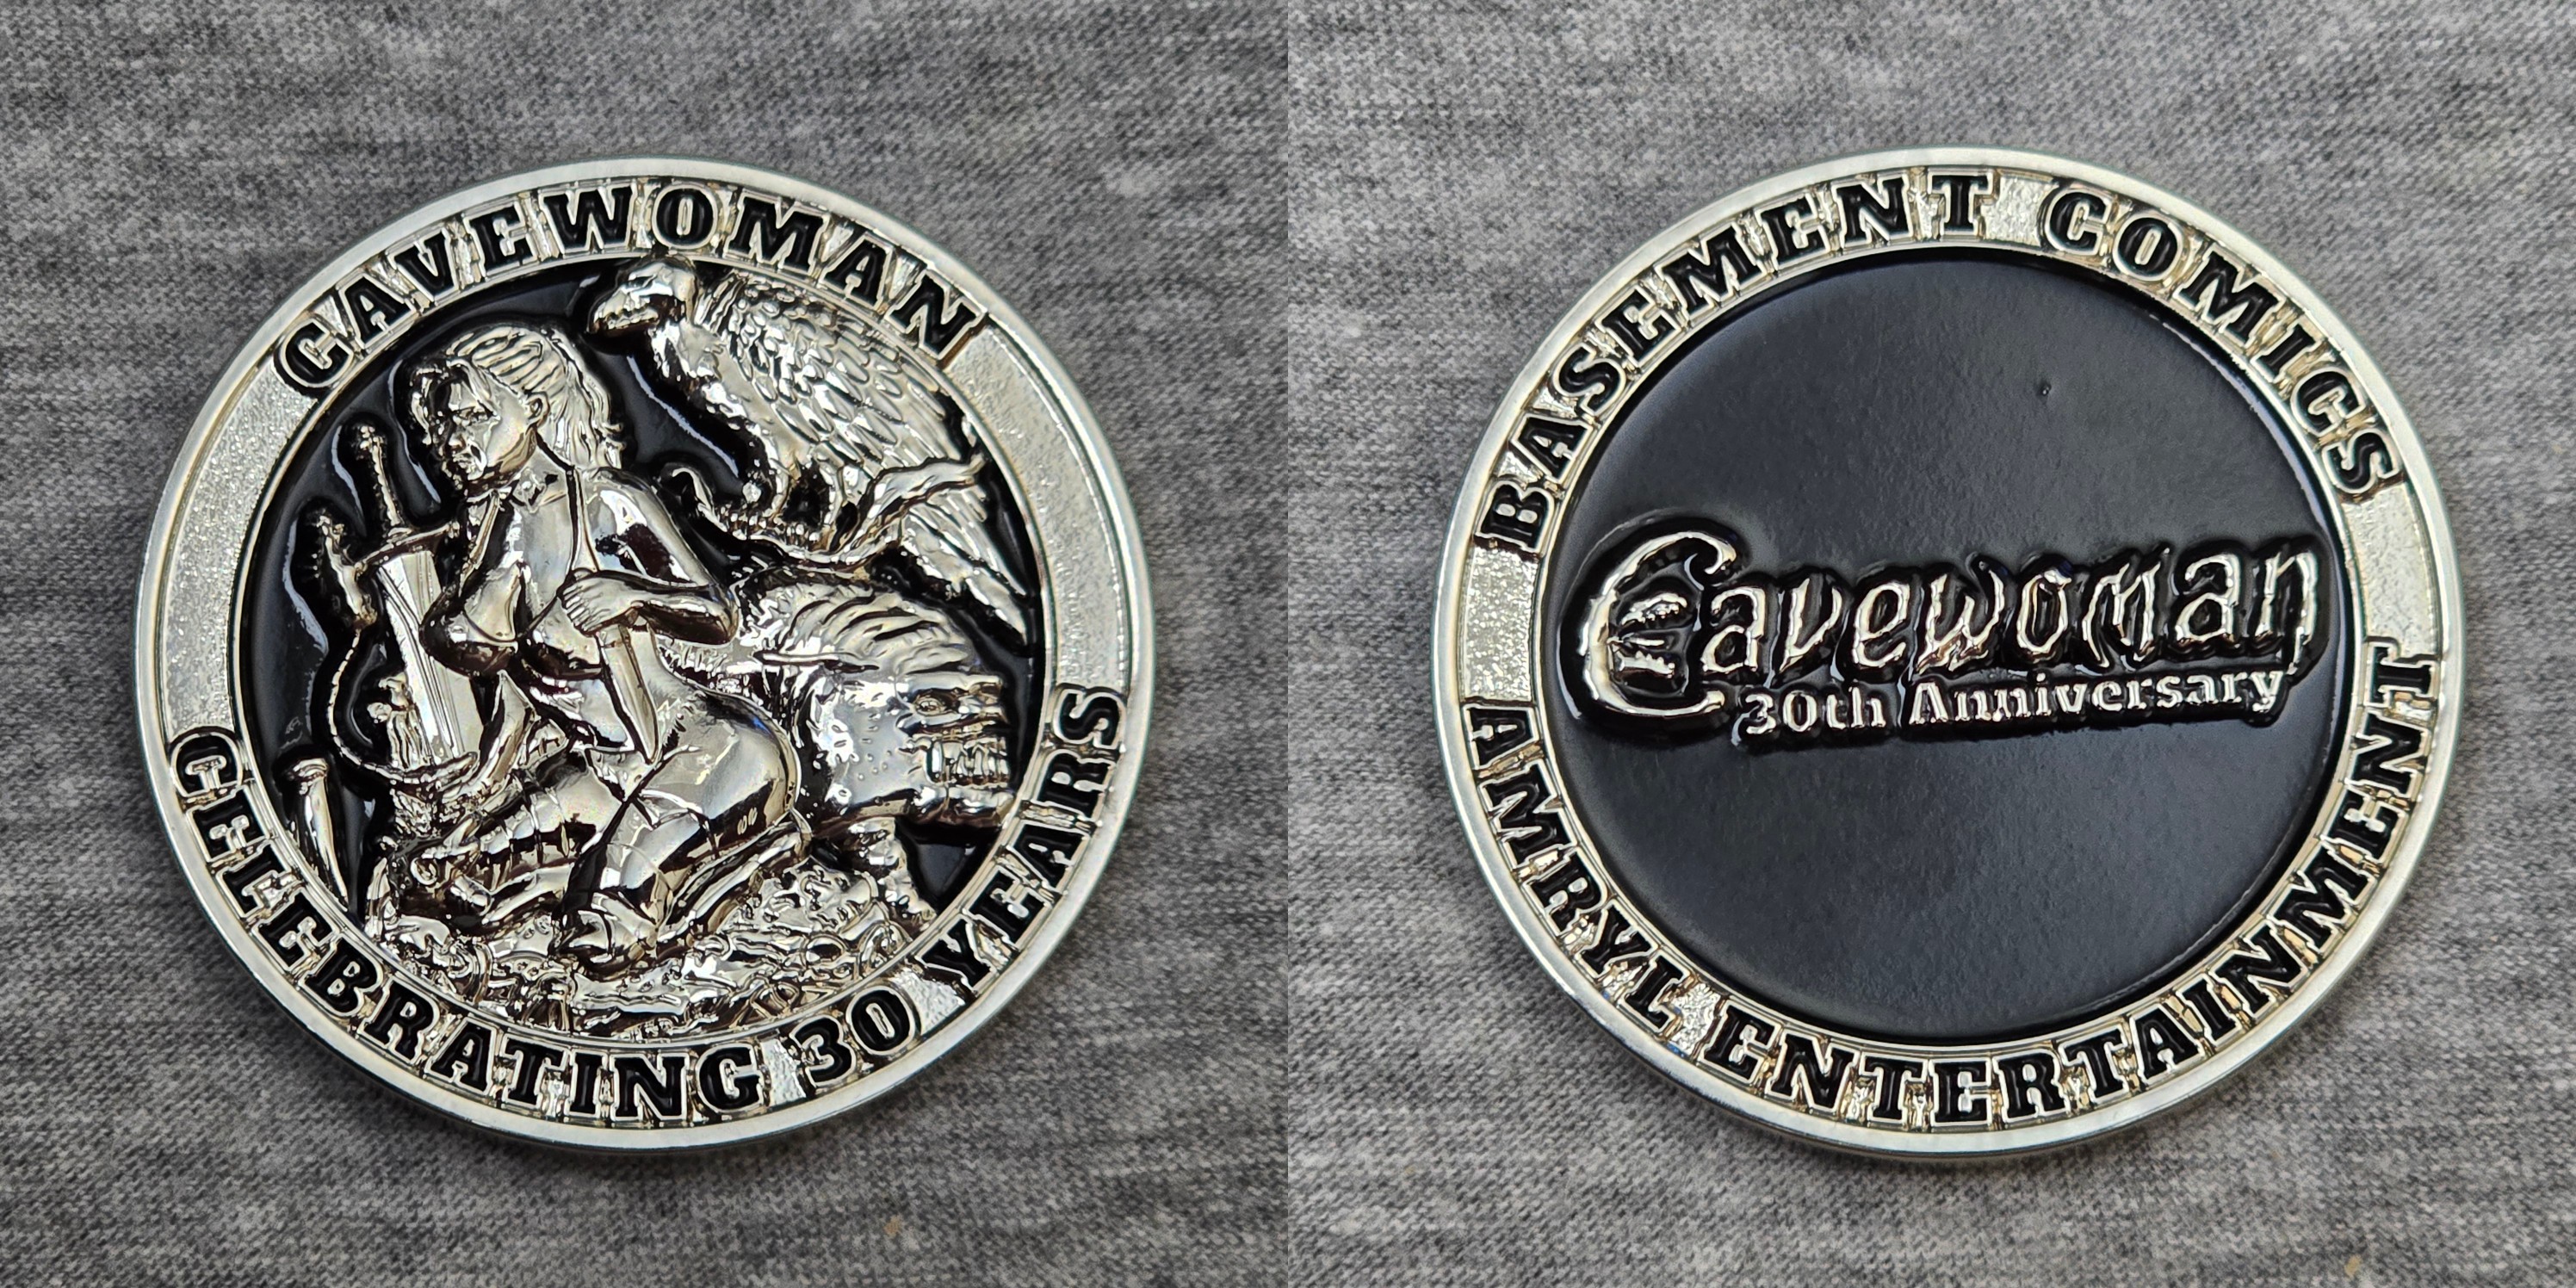 CAVEWOMAN
CELEBRATING 30 YEARS
BASEMENT COMICS
Cavewoman
30th Anniversary
AMRYL ENTERTAINMENT